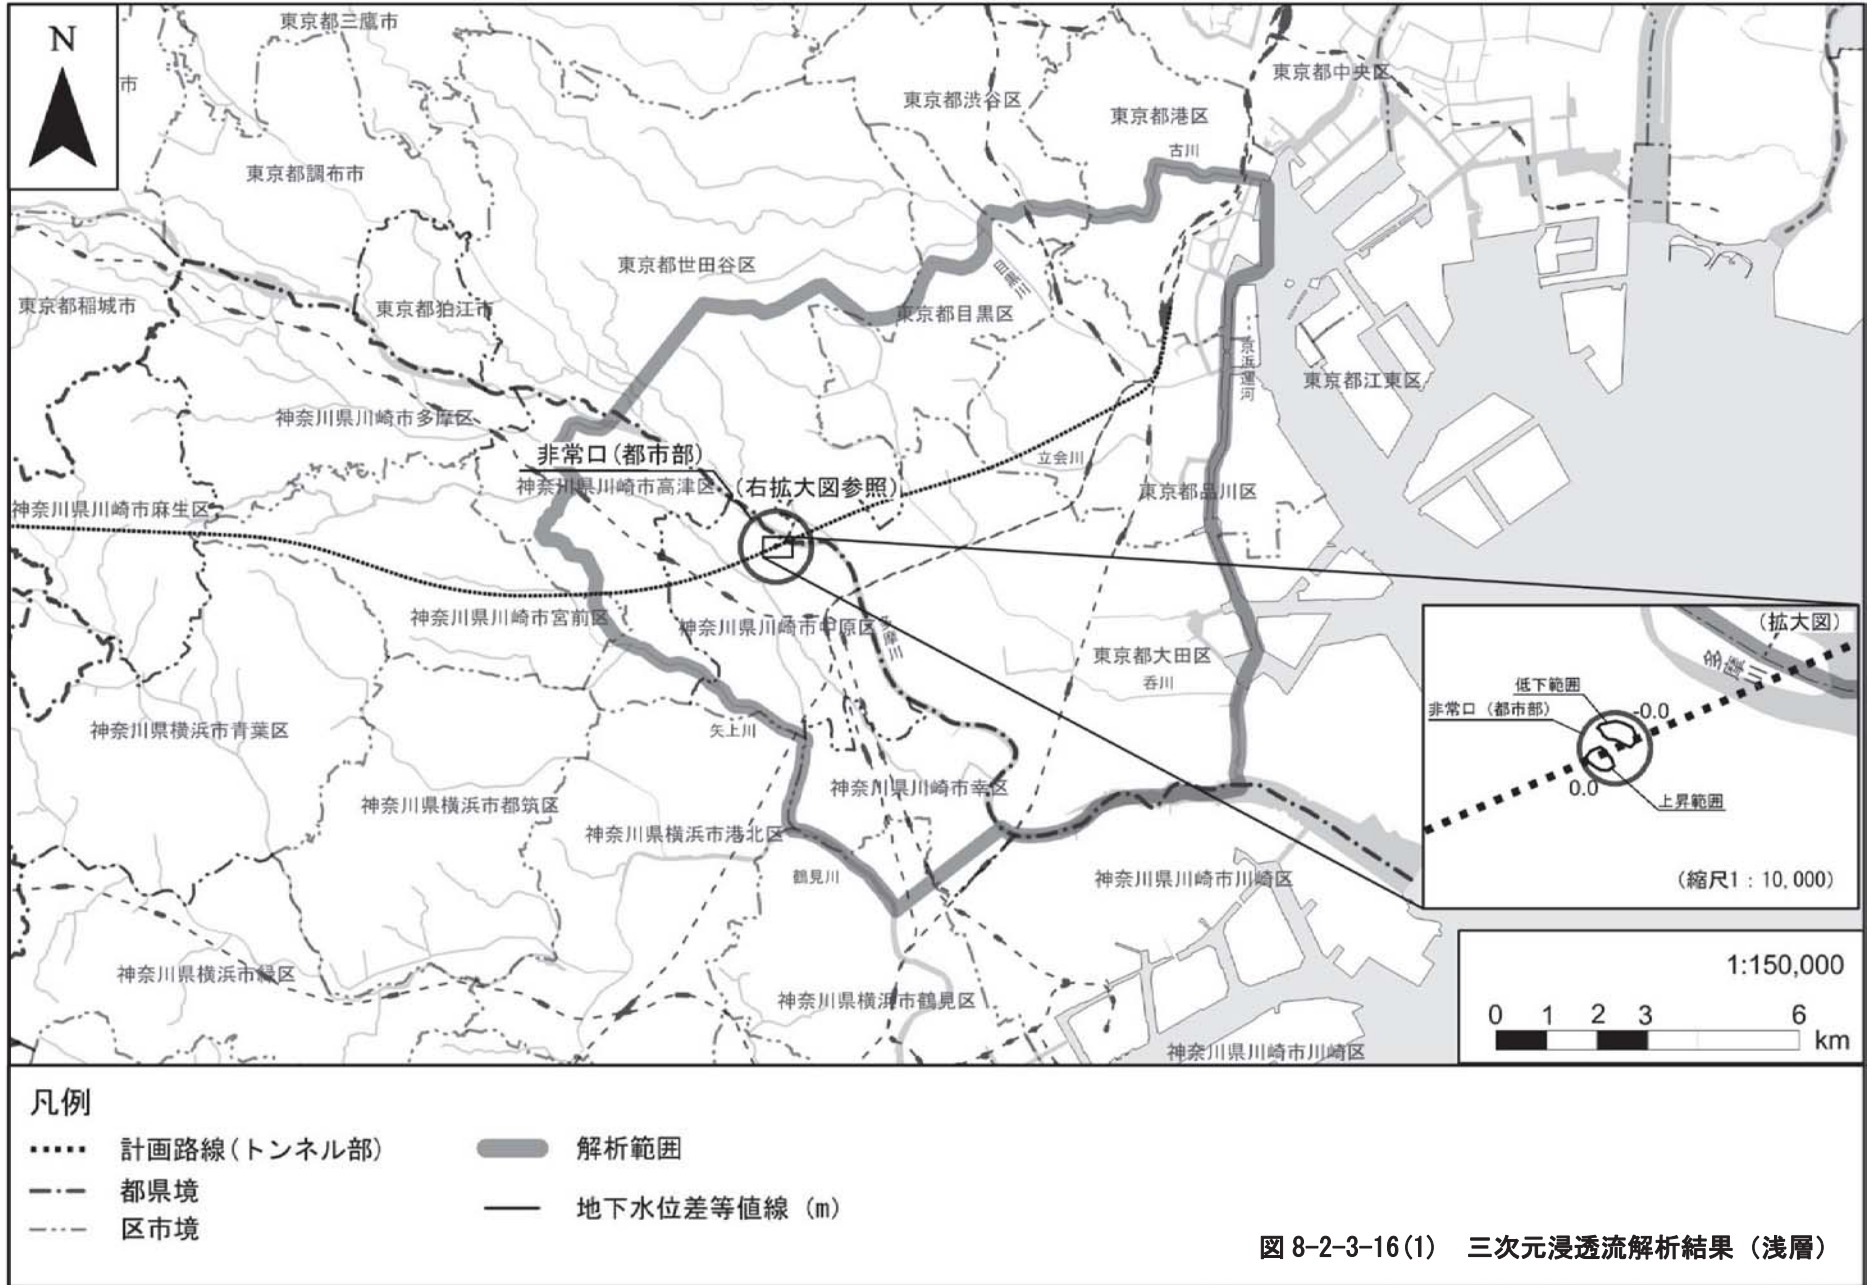 N
市
東京都三鷹市
東京都渋谷区
東京都港区
東京都中央区
古川
東京都調布市
東京都世田谷区
目黒川
東京都稲城市
東京都狛江市
東京都目黒区
京浜運河
東京都江東区
神奈川県川崎市多摩区
非常口(都市部)
立会川
神奈川県川崎市高津区
(右拡大図参照)
東京都品川区
神奈川県川崎市麻生区
神奈川県川崎市宮前区
神奈川県川崎市中原区
多摩川
東京都大田区
呑川
神奈川県横浜市青葉区
矢上川
神奈川県川崎市幸区
神奈川県横浜市都筑区
神奈川県横浜市港北区
鶴見川
神奈川県川崎市川崎区
神奈川県横浜市緑区
神奈川県横浜市鶴見区
神奈川県川崎市川崎区
(拡大図)
多摩川
低下範囲
非常口（都市部）
-0.0
0.0
上昇範囲
(縮尺1：10,000)
1:150,000
0 1 2 3 6
km
凡例
計画路線(トンネル部)
都県境
区市境
解析範囲
地下水位差等値線（m）
図 8-2-3-16(1) 三次元浸透流解析結果（浅層）